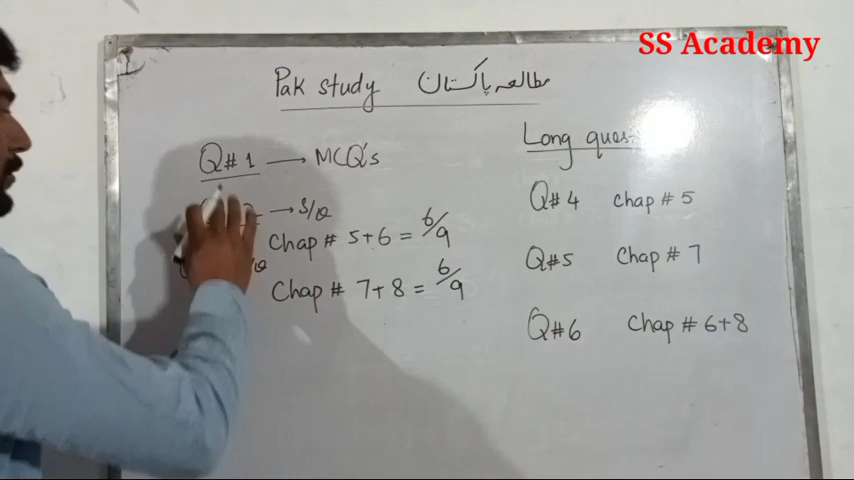 SS Academy
Pak study مطالعہ پاکستان
Q# 1 → MCQ's
→ S/Q
Chap # 5+6 = 6/9
Chap # 7+8 = 6/9
Long ques.
Q# 4 Chap # 5
Q#5 Chap # 7
Q#6 Chap # 6+8